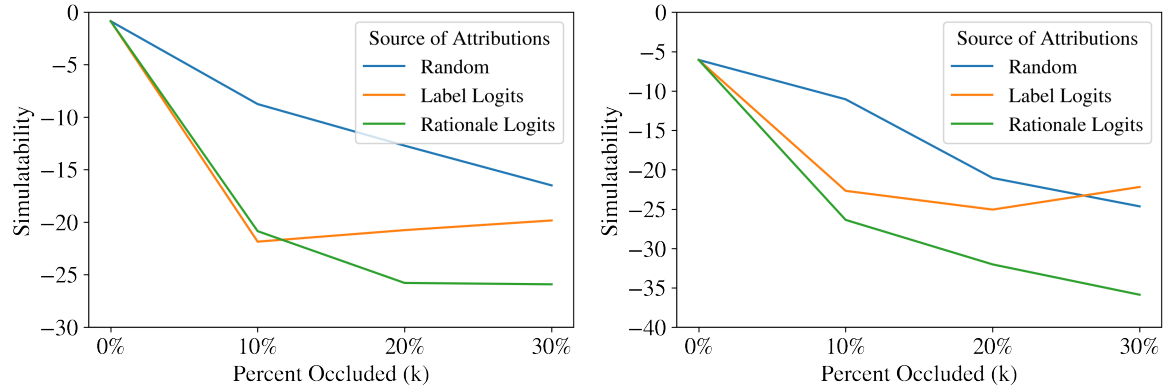 0
−5
−10
−15
−20
−25
−30
Simulatability
Source of Attributions
Random
Label Logits
Rationale Logits
0%
10%
20%
30%
Percent Occluded (k)
0
−5
−10
−15
−20
−25
−30
−35
−40
Simulatability
Source of Attributions
Random
Label Logits
Rationale Logits
0%
10%
20%
30%
Percent Occluded (k)